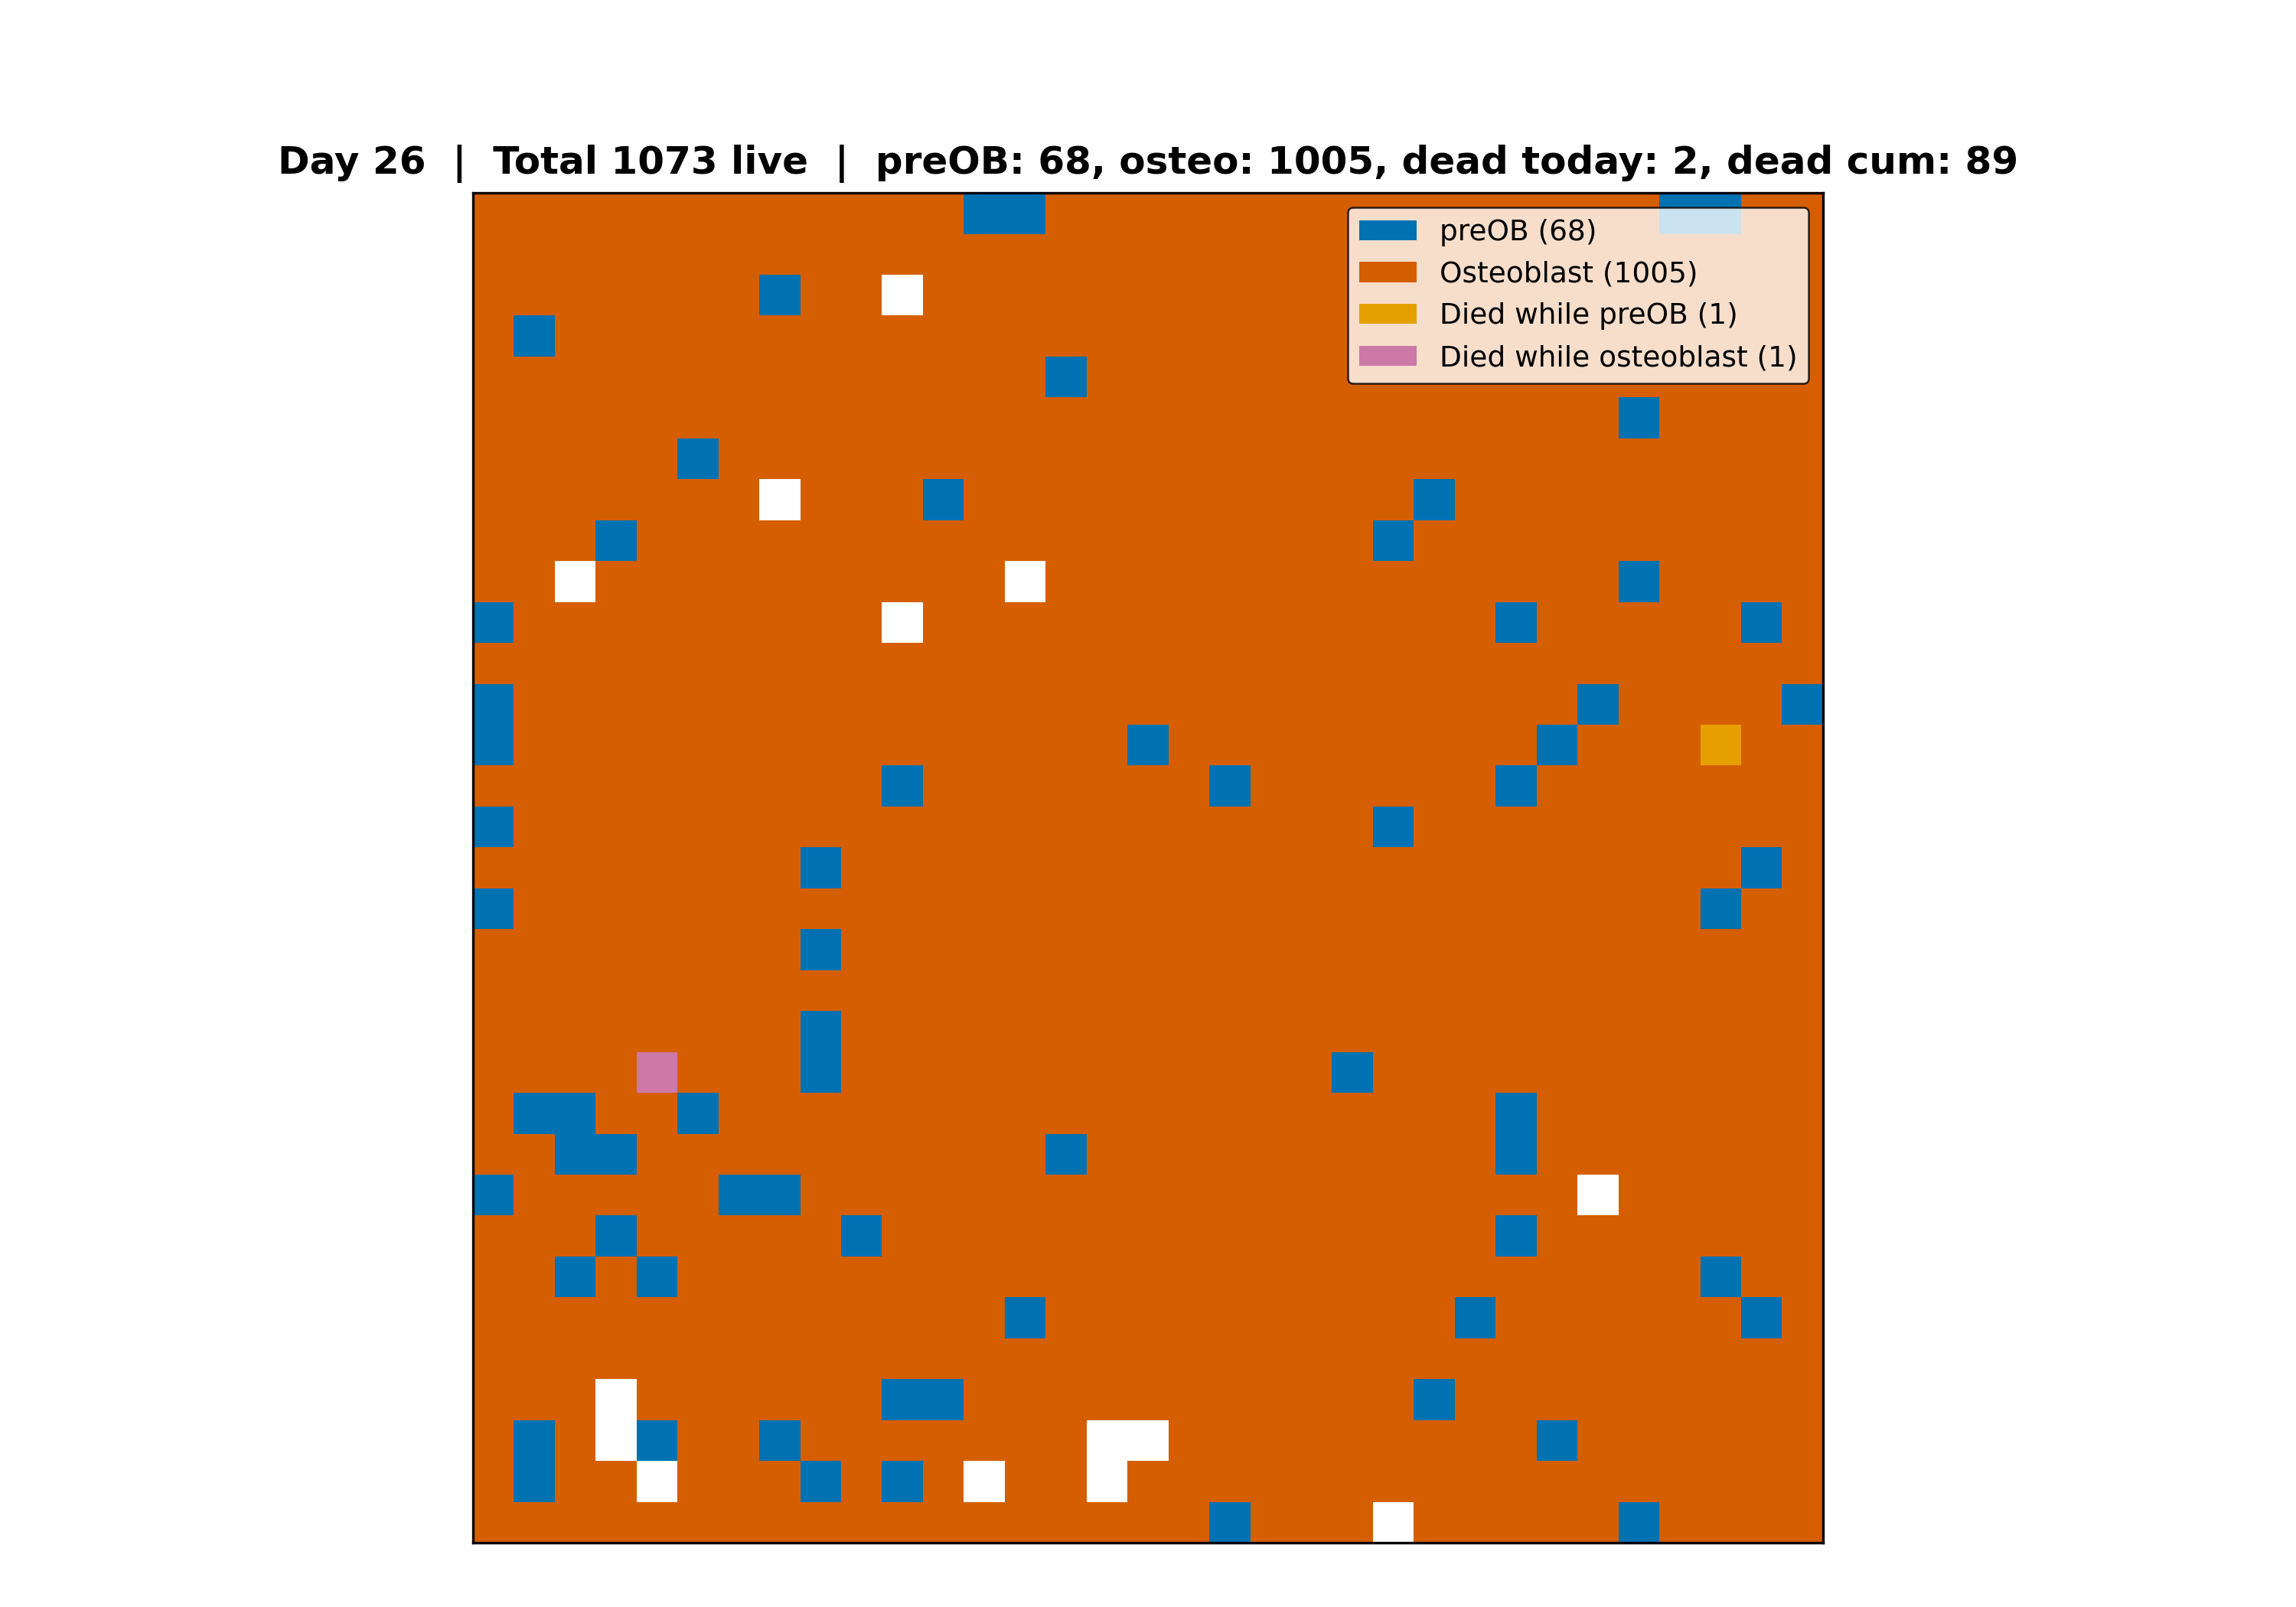 Day 26 | Total 1073 live | preOB: 68, osteo: 1005, dead today: 2, dead cum: 89
preOB (68)
Osteoblast (1005)
Died while preOB (1)
Died while osteoblast (1)